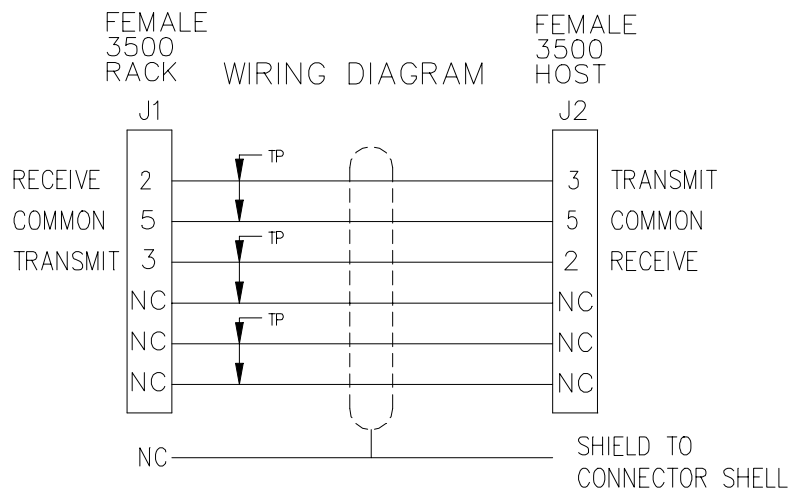 FEMALE
3500
RACK
WIRING DIAGRAM
FEMALE
3500
HOST
J1
J2
TP
RECEIVE 2 3 TRANSMIT
COMMON 5 5 COMMON
TP
TRANSMIT 3 2 RECEIVE
NC NC
TP
NC NC
NC NC
NC
SHIELD TO
CONNECTOR SHELL